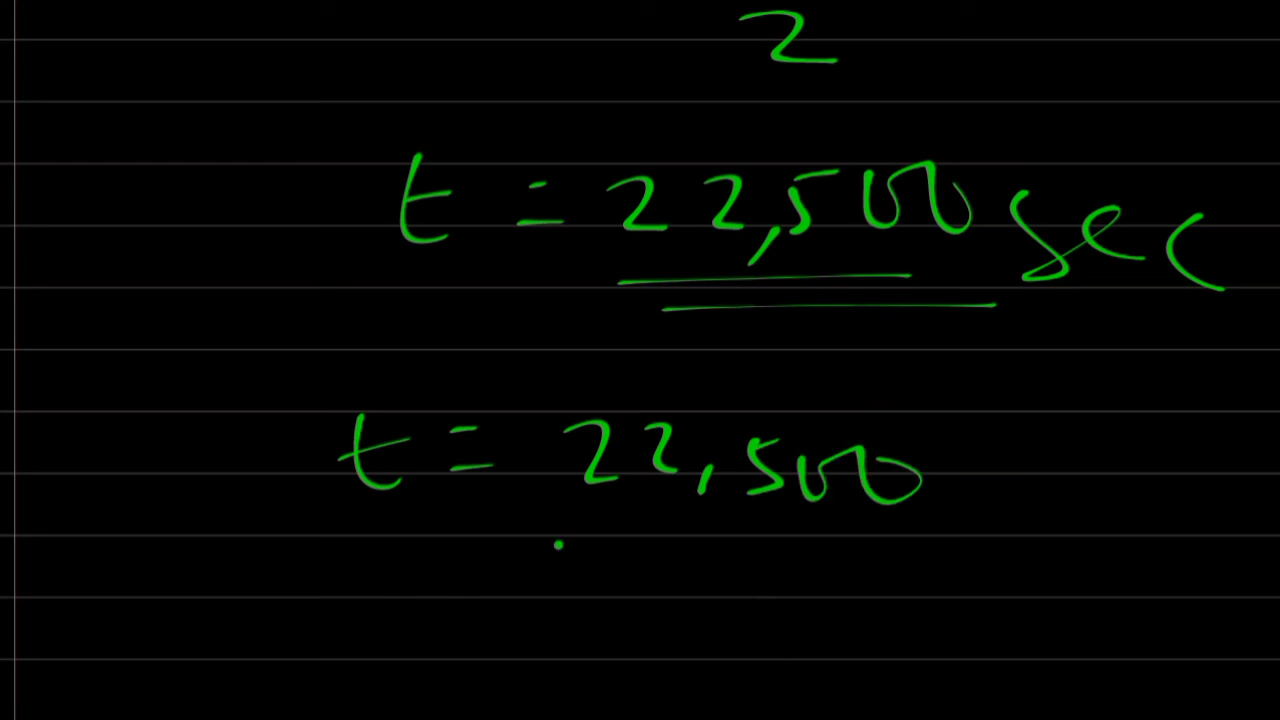 2
t = 22,500 sec
t = 22,500